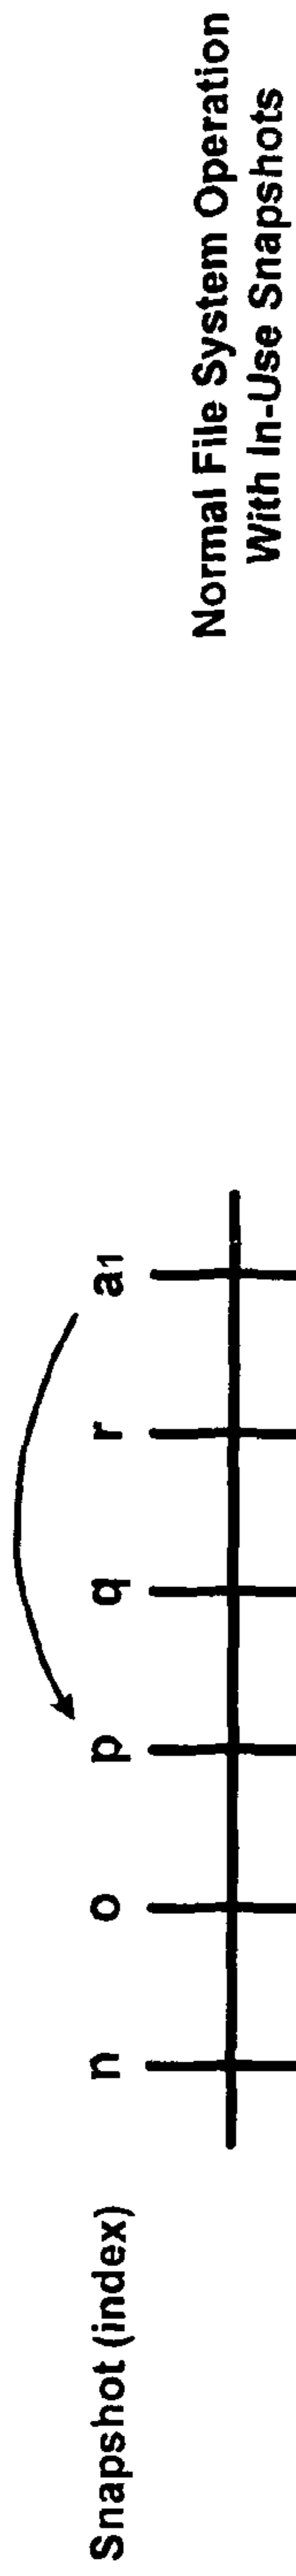 Snapshot (index) n o p q r a1
Normal File System Operation
With In-Use Snapshots